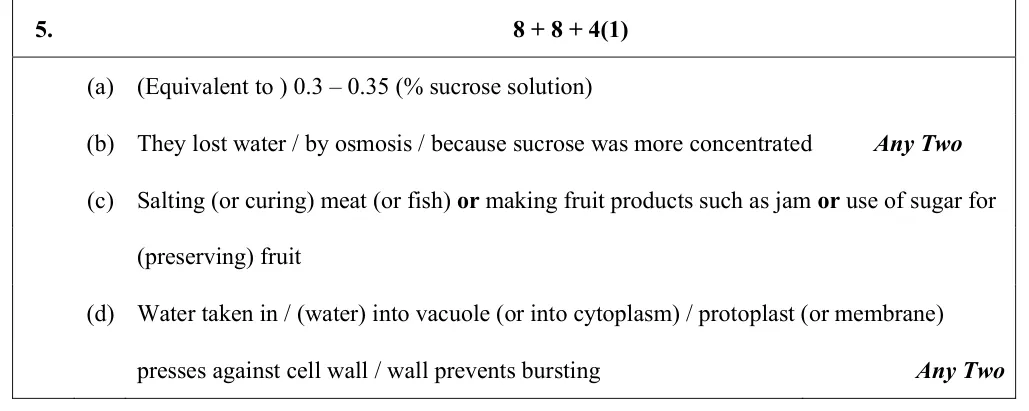 5. 8 + 8 + 4(1)
(a) (Equivalent to ) 0.3 – 0.35 (% sucrose solution)
(b) They lost water / by osmosis / because sucrose was more concentrated Any Two
(c) Salting (or curing) meat (or fish) or making fruit products such as jam or use of sugar for
(preserving) fruit
(d) Water taken in / (water) into vacuole (or into cytoplasm) / protoplast (or membrane)
presses against cell wall / wall prevents bursting Any Two